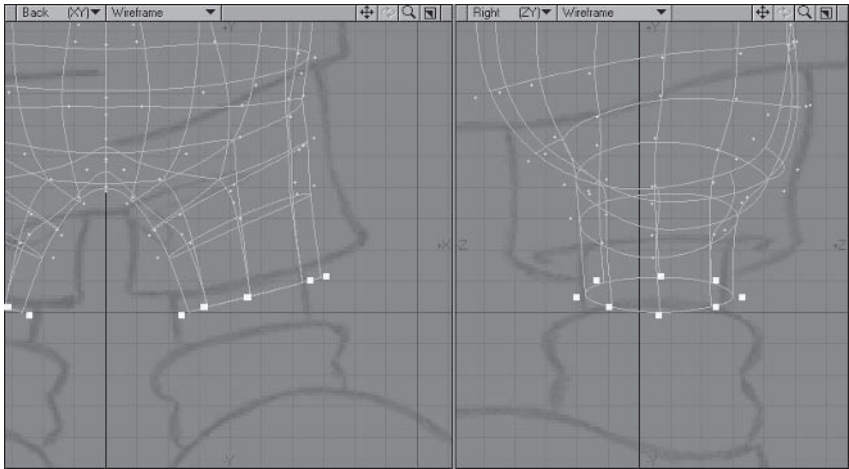 Back (XY) Wireframe
Right (ZY) Wireframe
+Y
+Y
+X
-Z
+Z
-Y
-Y